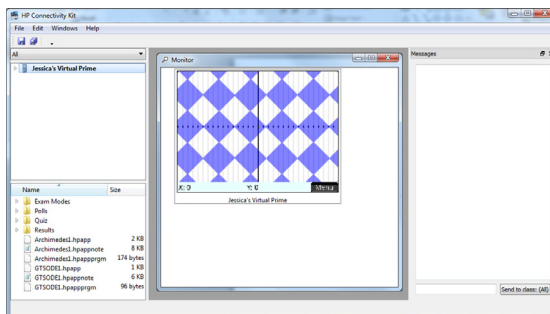 HP Connectivity Kit
File Edit Windows Help
All
Jessica's Virtual Prime
Name Size
Exam Modes
Polls
Quiz
Results
Archimedes1.hpapp 2 KB
Archimedes1.hpappnote 8 KB
Archimedes1.hpappprgm 174 bytes
GTSODE1.hpapp 1 KB
GTSODE1.hpappnote 6 KB
GTSODE1.hpappprgm 96 bytes
Monitor
X: 0 Y: 0 Menu
Jessica's Virtual Prime
Messages
Send to class: (All)